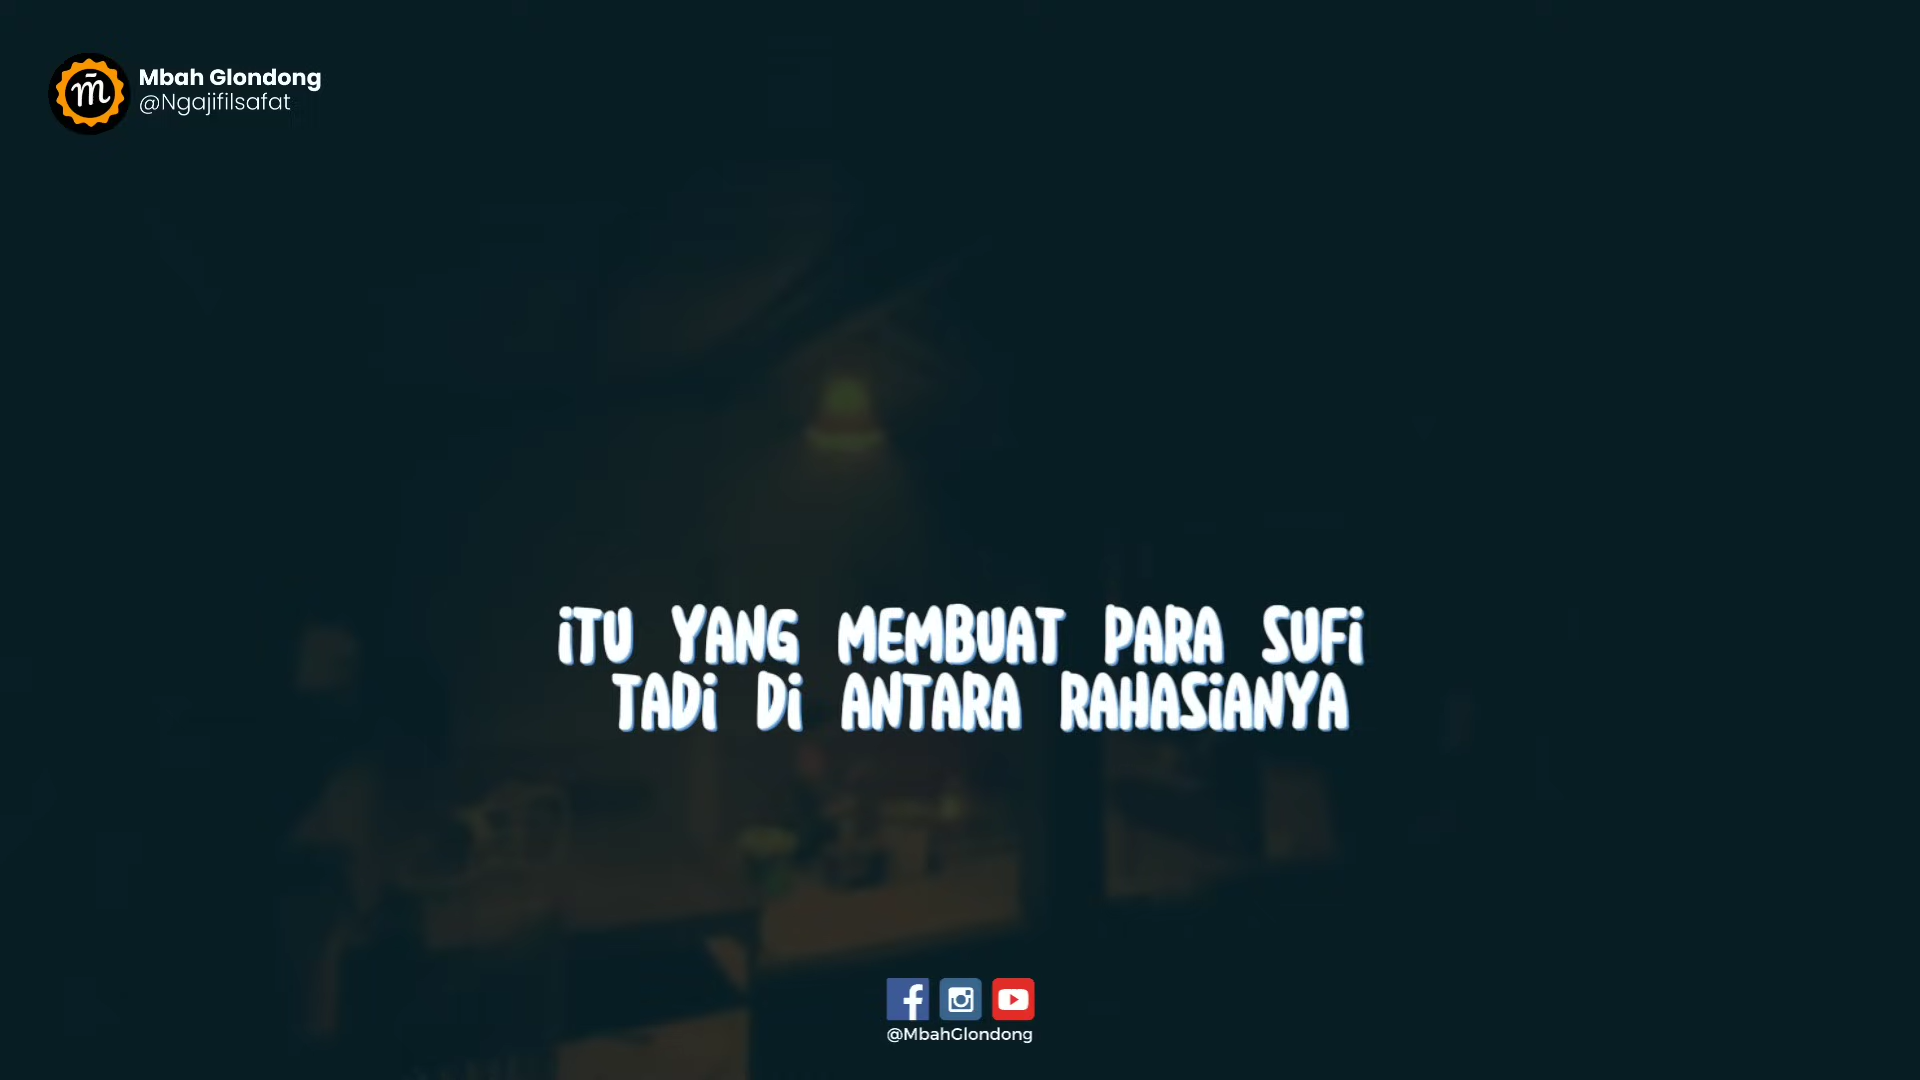 Mbah Glondong
@Ngajifilsafat
iTU YANG MEMBUAT PARA SUFi
TADi Di ANTARA RAHASiANYA
@MbahGlondong